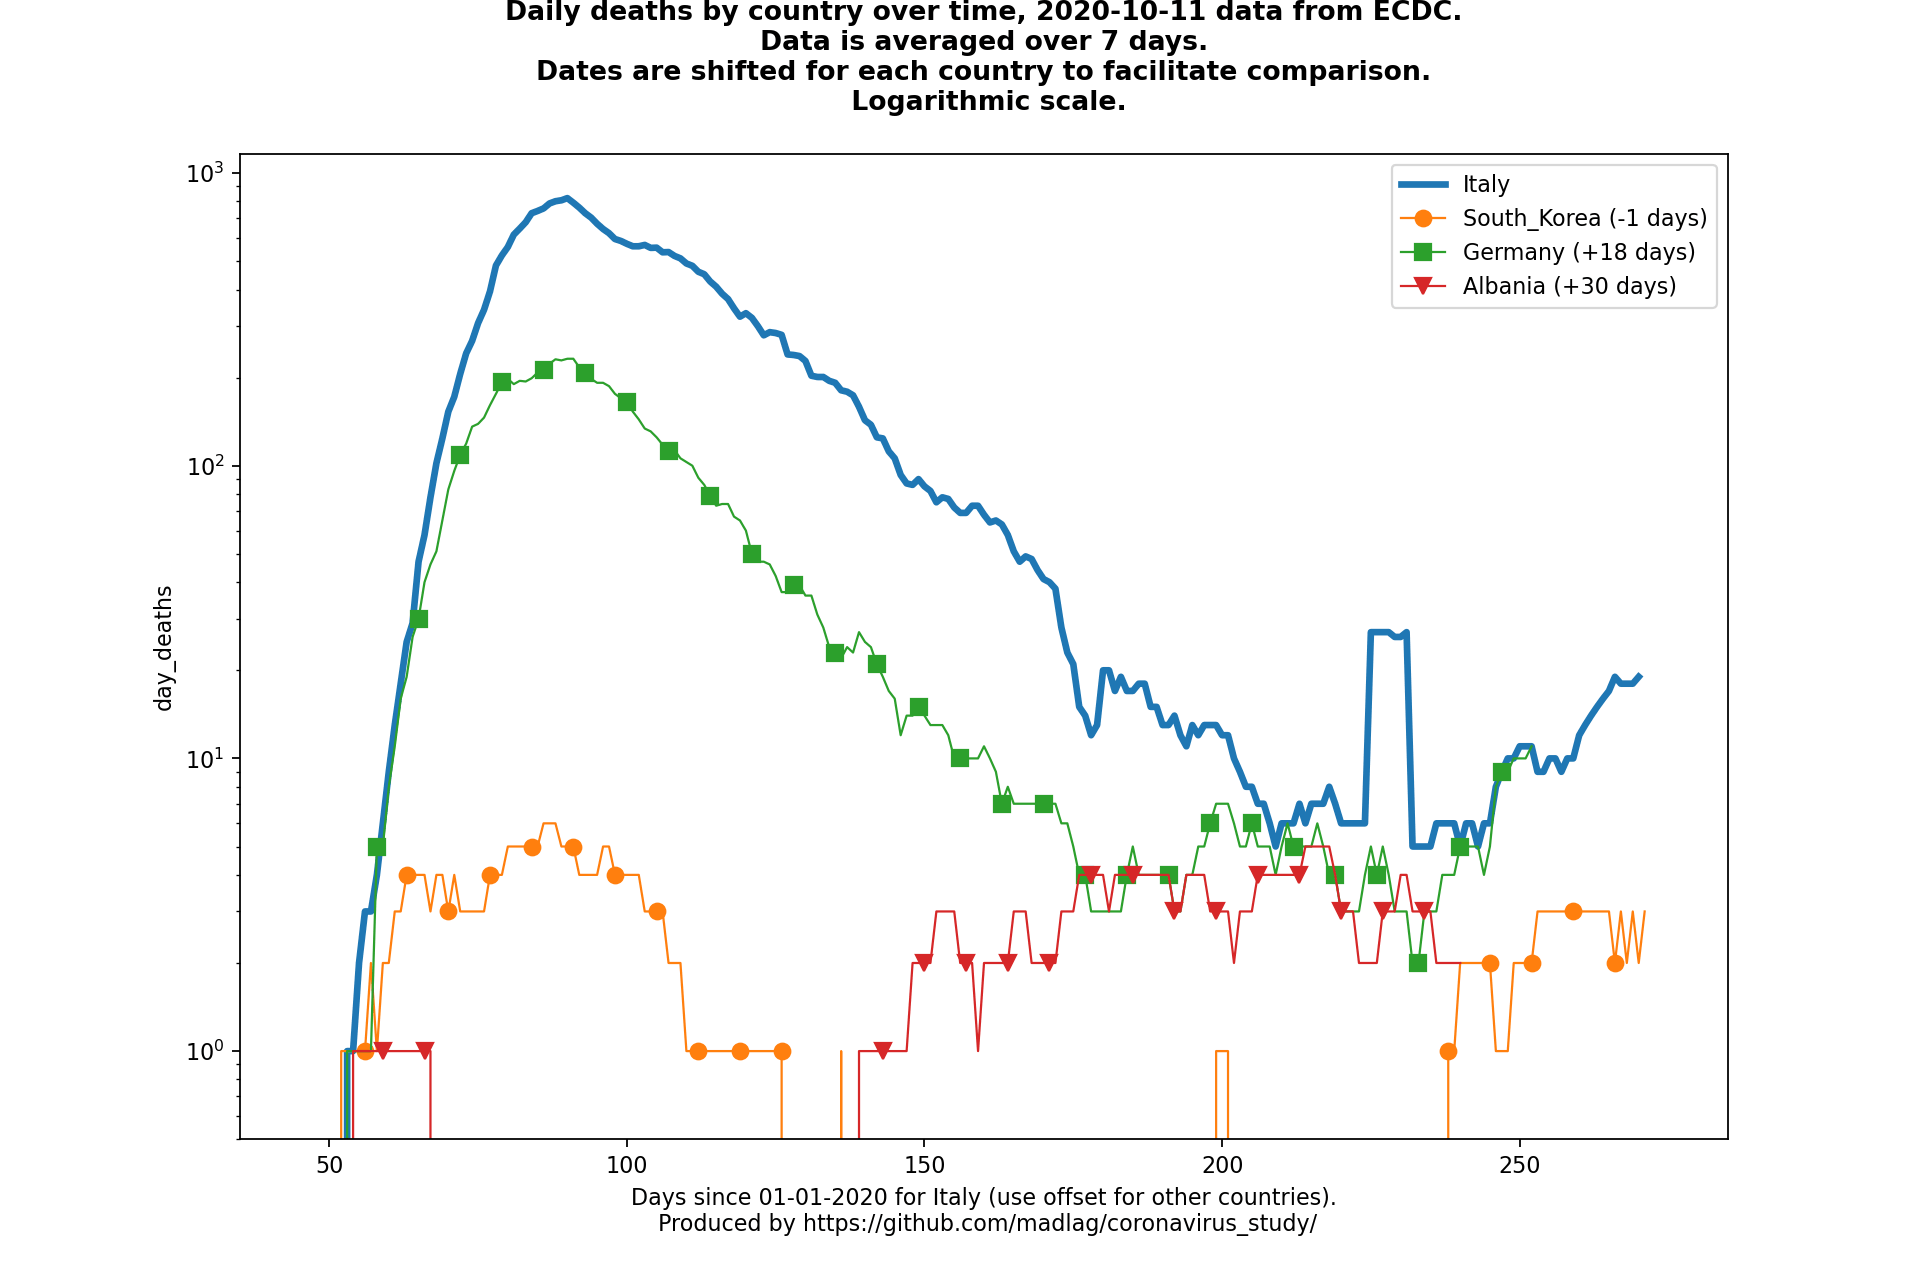 Daily deaths by country over time, 2020-10-11 data from ECDC.
Data is averaged over 7 days.
Dates are shifted for each country to facilitate comparison.
Logarithmic scale.
10³
Italy
South_Korea (-1 days)
Germany (+18 days)
Albania (+30 days)
10²
day_deaths
10¹
10⁰
50 100 150 200 250
Days since 01-01-2020 for Italy (use offset for other countries).
Produced by https://github.com/madlag/coronavirus_study/